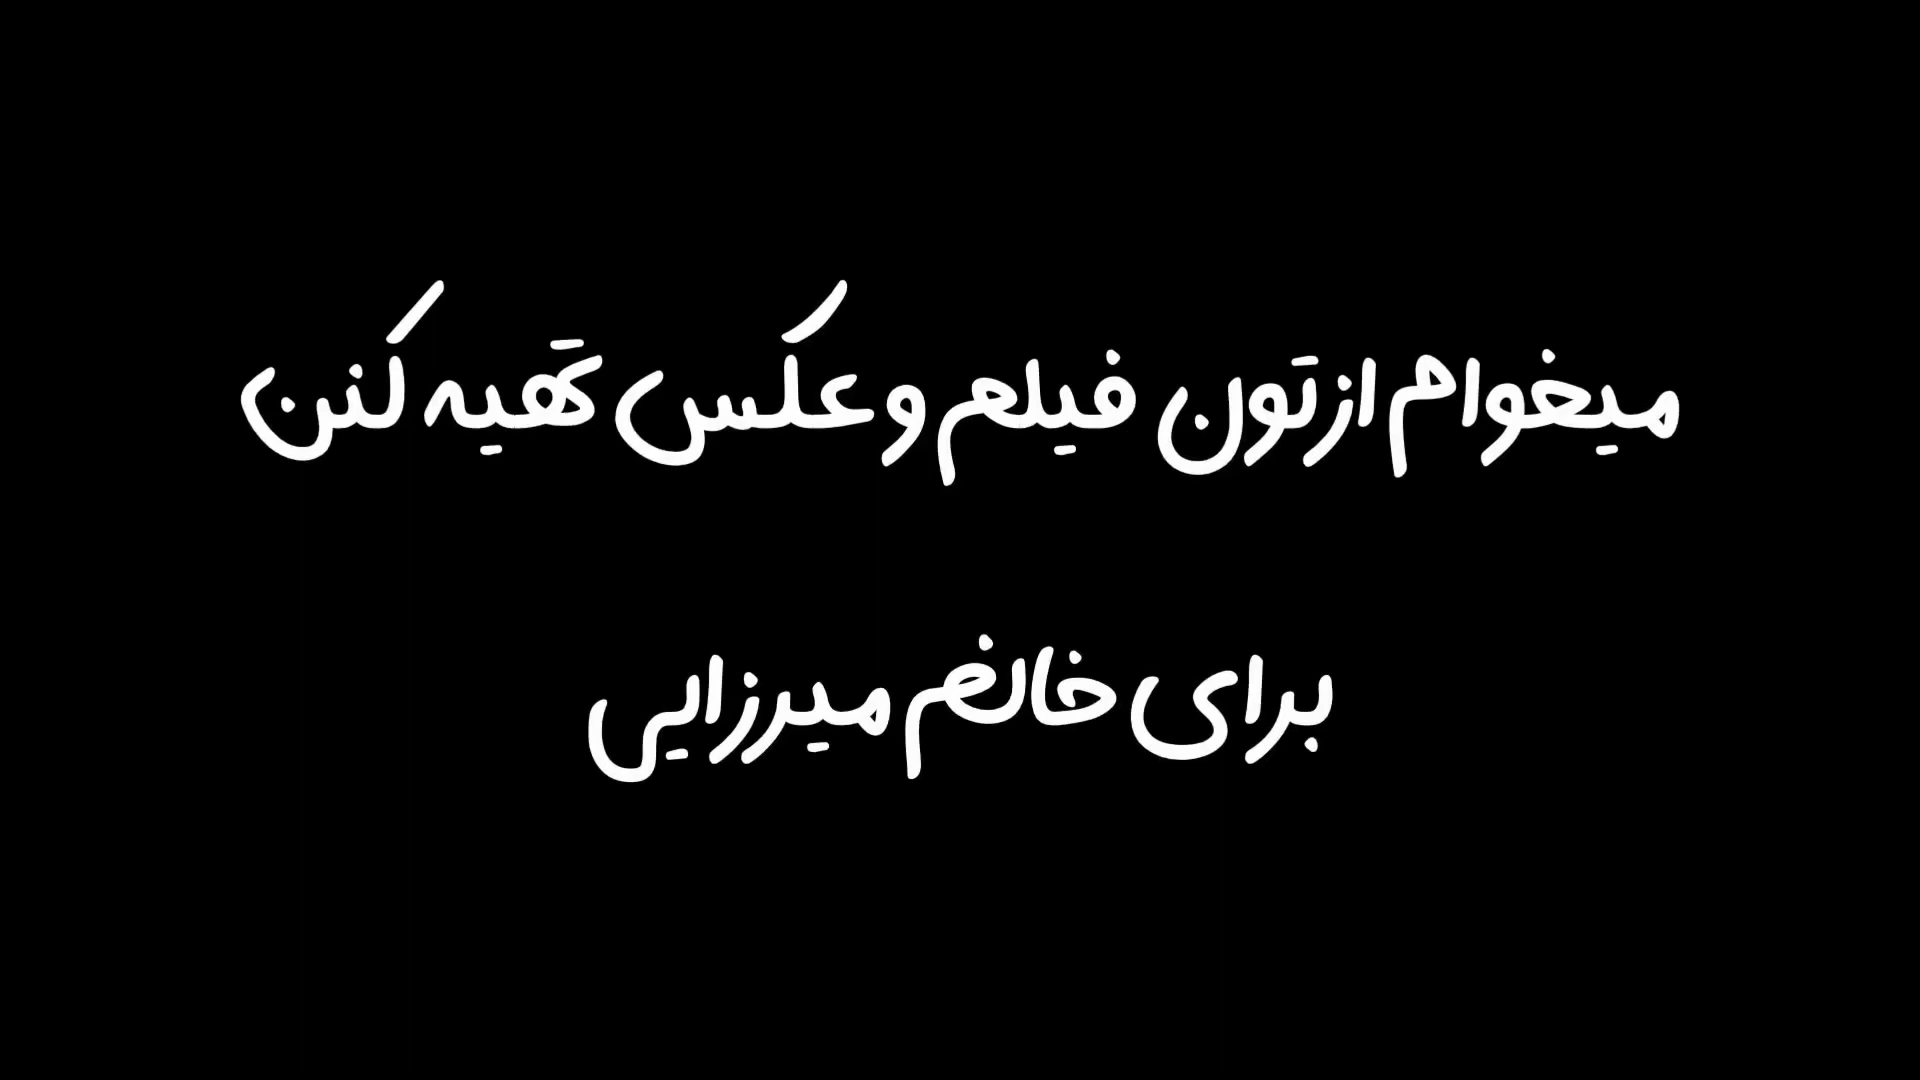 میخوام ازتون فیلم و عکس تهیه کنن
برای خانم میرزایی